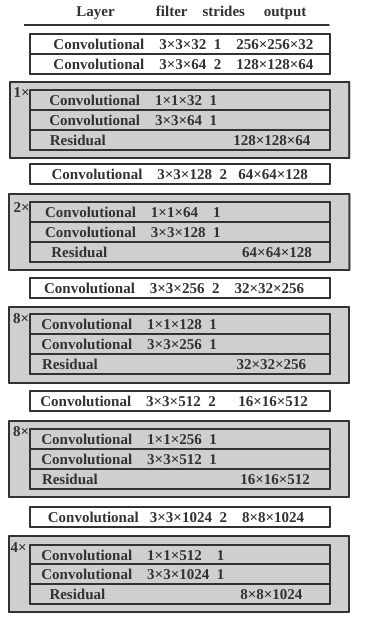 Layer filter strides output
Convolutional 3×3×32 1 256×256×32
Convolutional 3×3×64 2 128×128×64
1×
Convolutional 1×1×32 1
Convolutional 3×3×64 1
Residual 128×128×64
Convolutional 3×3×128 2 64×64×128
2×
Convolutional 1×1×64 1
Convolutional 3×3×128 1
Residual 64×64×128
Convolutional 3×3×256 2 32×32×256
8×
Convolutional 1×1×128 1
Convolutional 3×3×256 1
Residual 32×32×256
Convolutional 3×3×512 2 16×16×512
8×
Convolutional 1×1×256 1
Convolutional 3×3×512 1
Residual 16×16×512
Convolutional 3×3×1024 2 8×8×1024
4×
Convolutional 1×1×512 1
Convolutional 3×3×1024 1
Residual 8×8×1024